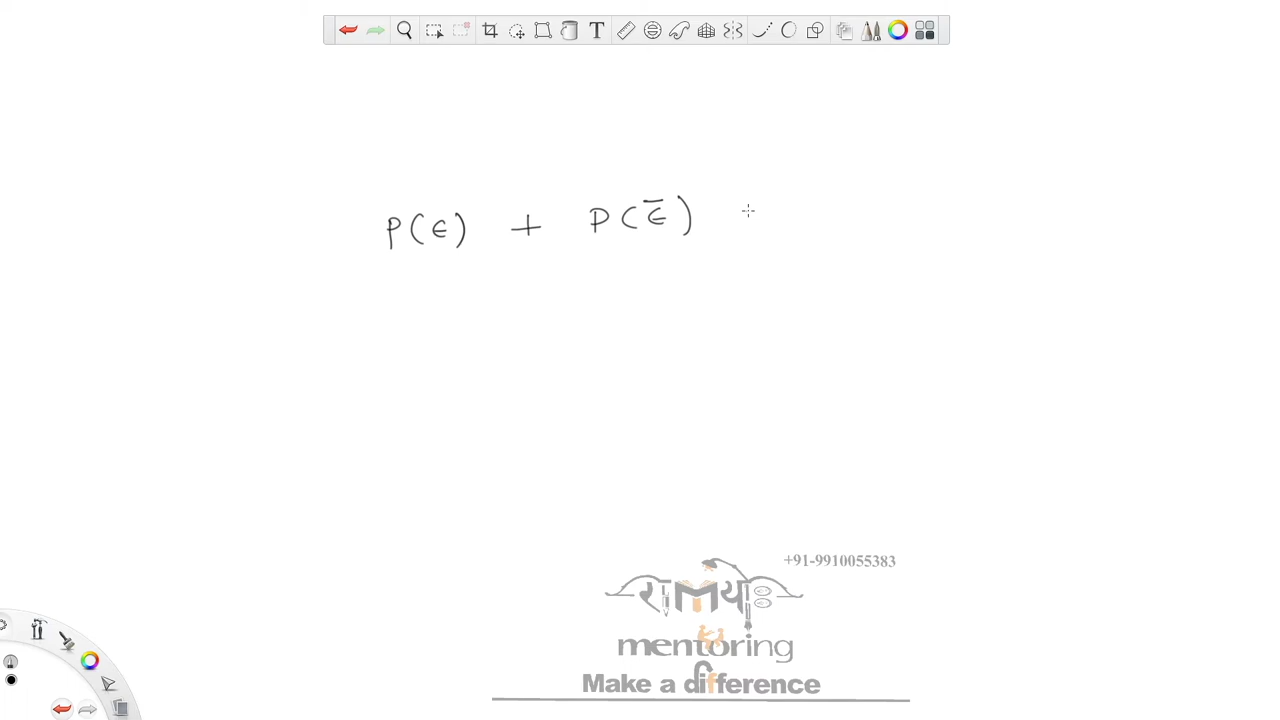 P(E) + P(E̅)
+91-9910055383
राम्या
mentoring
Make a difference